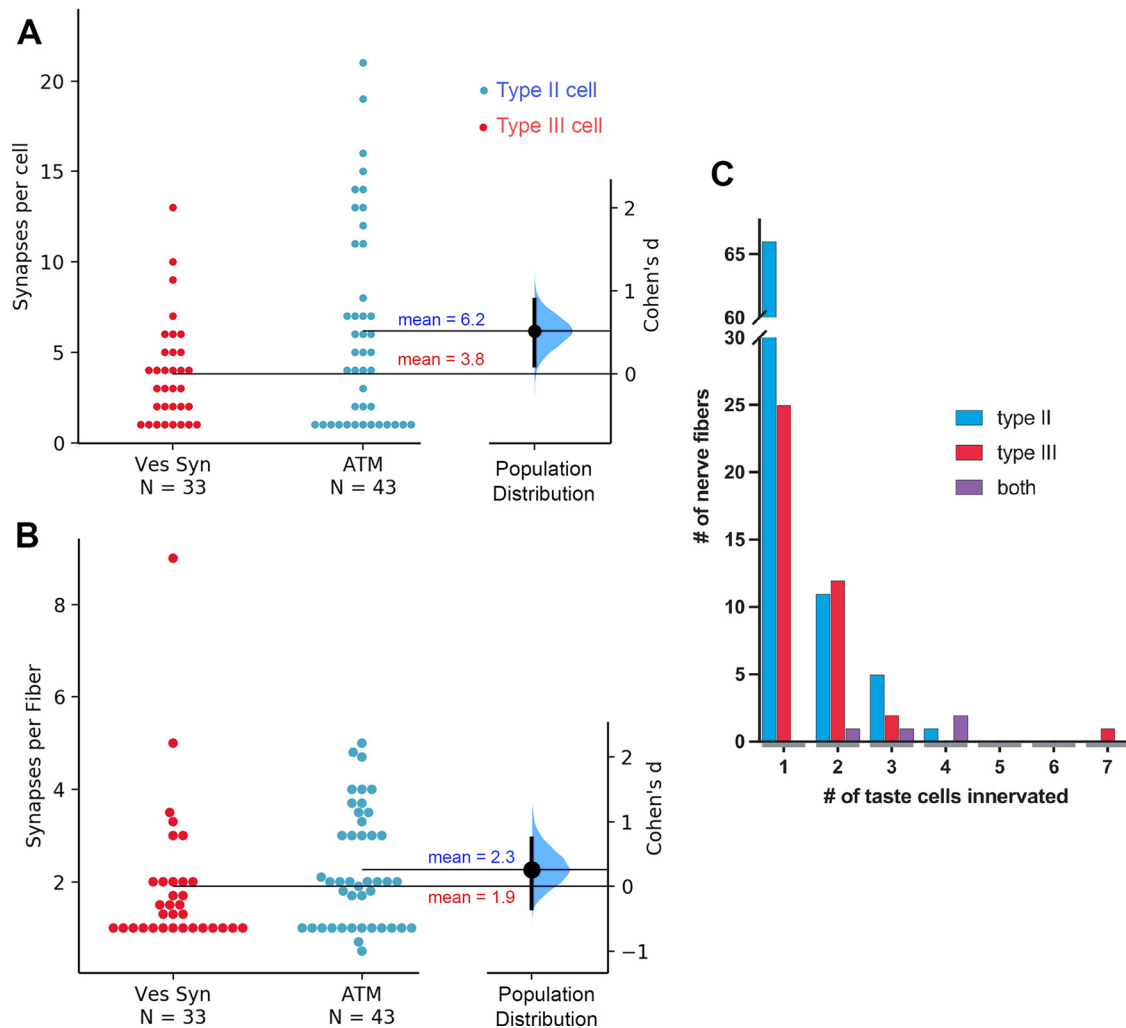 A
Synapses per cell
20
15
10
5
0
Type II cell
Type III cell
mean = 6.2
mean = 3.8
2
1
0
Cohen's d
Ves Syn
N = 33
ATM
N = 43
Population
Distribution
B
Synapses per Fiber
8
6
4
2
mean = 2.3
mean = 1.9
2
1
0
−1
Cohen's d
Ves Syn
N = 33
ATM
N = 43
Population
Distribution
C
# of nerve fibers
65
60
30
25
20
15
10
5
0
type II
type III
both
1 2 3 4 5 6 7
# of taste cells innervated